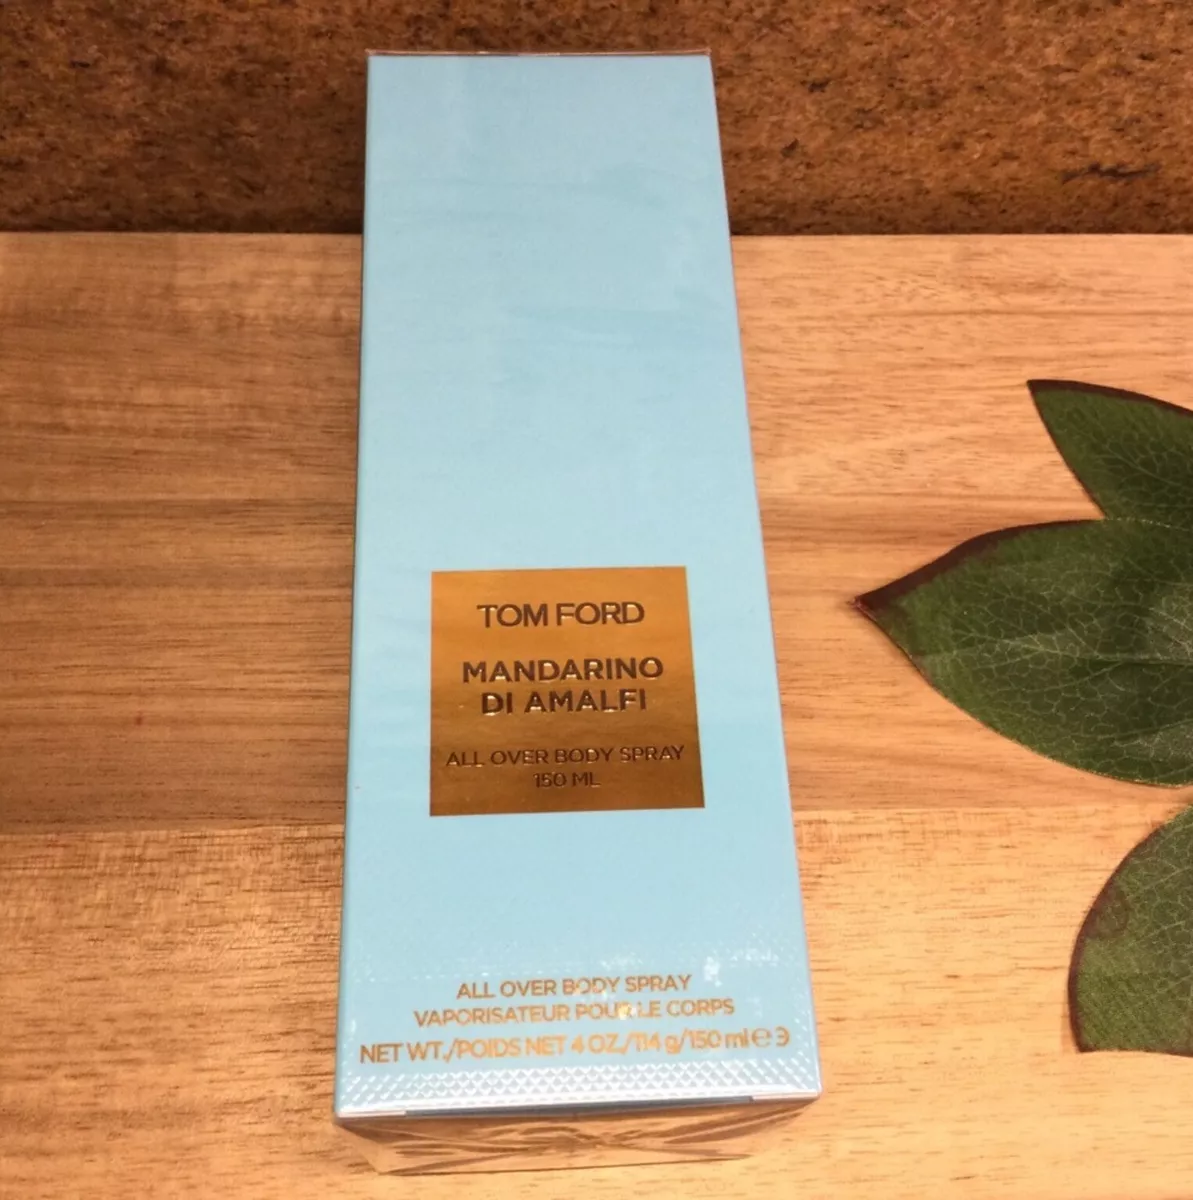 TOM FORD
MANDARINO
DI AMALFI
ALL OVER BODY SPRAY
150 ML
ALL OVER BODY SPRAY
VAPORISATEUR POUR LE CORPS
NET WT./POIDS NET 4 OZ./114 g/150 ml ℮ ϶